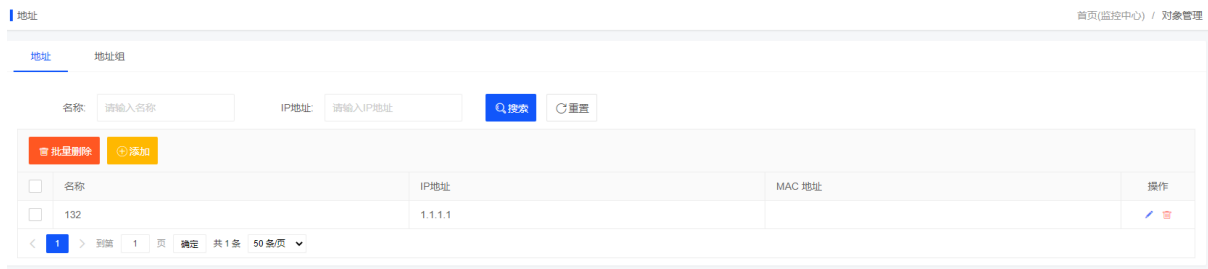 地址 首页(监控中心) / 对象管理
地址 地址组
名称: 请输入名称 IP地址: 请输入IP地址 搜索 重置
批量删除 添加
名称 IP地址 MAC 地址 操作
132 1.1.1.1
1 到第 1 页 确定 共 1 条 50 条/页